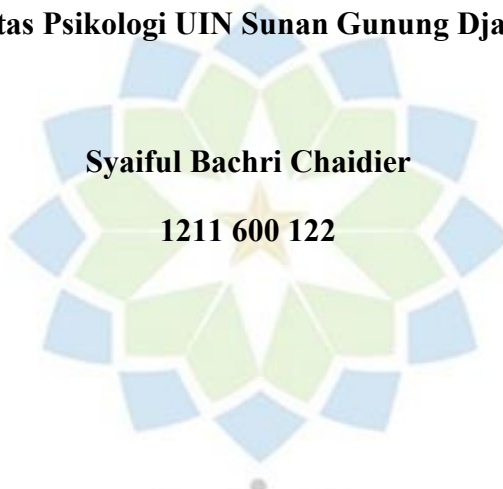 tas Psikologi UIN Sunan Gunung Dja
Syaiful Bachri Chaidier
1211 600 122